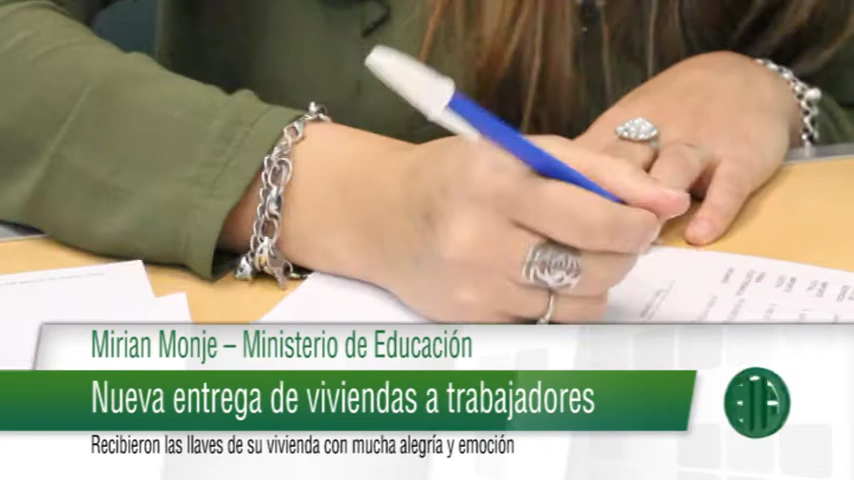 Mirian Monje – Ministerio de Educación
Nueva entrega de viviendas a trabajadores
Recibieron las llaves de su vivienda con mucha alegría y emoción